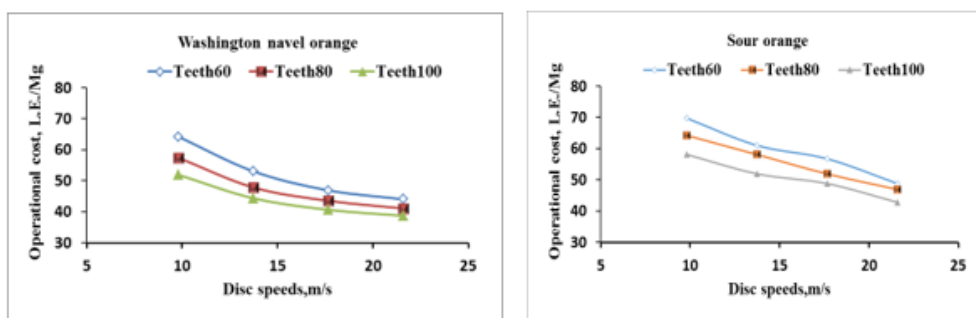 Washington navel orange
Teeth60 Teeth80 Teeth100
Operational cost, L.E./Mg
80
70
60
50
40
30
5 10 15 20 25
Disc speeds,m/s
Sour orange
Teeth60 Teeth80 Teeth100
Operational cost, L.E./Mg
80
70
60
50
40
30
5 10 15 20 25
Disc speeds,m/s